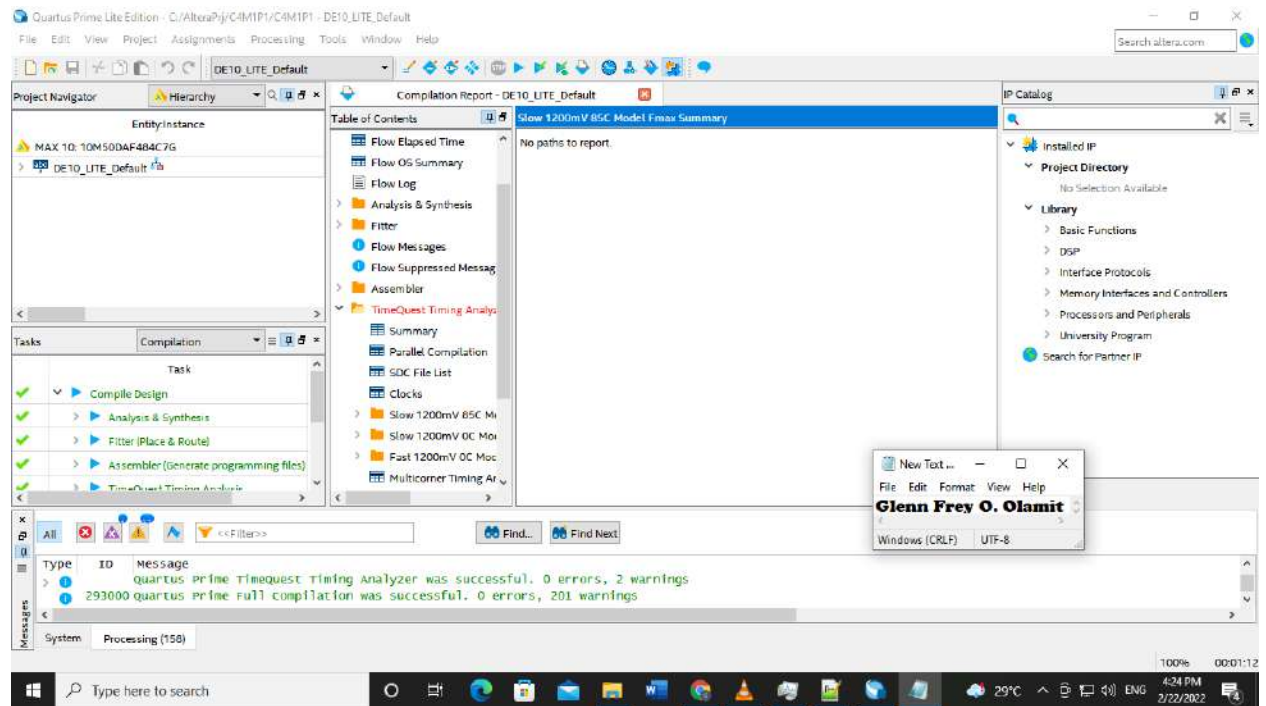 Quartus Prime Lite Edition - C:/AlteraPrj/C4M1P1/C4M1P1 - DE10_LITE_Default
File Edit View Project Assignments Processing Tools Window Help
Search altera.com
DE10_LITE_Default
Project Navigator
Hierarchy
Entity:Instance
MAX 10: 10M50DAF484C7G
DE10_LITE_Default
Compilation Report - DE10_LITE_Default
Table of Contents
Flow Elapsed Time
Flow OS Summary
Flow Log
Analysis & Synthesis
Fitter
Flow Messages
Flow Suppressed Messag
Assembler
TimeQuest Timing Analyz
Summary
Parallel Compilation
SDC File List
Clocks
Slow 1200mV 85C Mo
Slow 1200mV 0C Mod
Fast 1200mV 0C Moc
Multicorner Timing Ar
Slow 1200mV 85C Model Fmax Summary
No paths to report.
IP Catalog
Installed IP
Project Directory
No Selection Available
Library
Basic Functions
DSP
Interface Protocols
Memory Interfaces and Controllers
Processors and Peripherals
University Program
Search for Partner IP
Tasks
Compilation
Task
Compile Design
Analysis & Synthesis
Fitter (Place & Route)
Assembler (Generate programming files)
TimeQuest Timing Analysis
New Text ...
File Edit Format View Help
Glenn Frey O. Olamit
Windows (CRLF) UTF-8
All
<<Filter>>
Find...
Find Next
Type ID Message
Quartus Prime TimeQuest Timing Analyzer was successful. 0 errors, 2 warnings
293000 Quartus Prime Full Compilation was successful. 0 errors, 201 warnings
Messages
System Processing (158)
100% 00:01:12
Type here to search
29°C
ENG
4:24 PM
2/22/2022
4